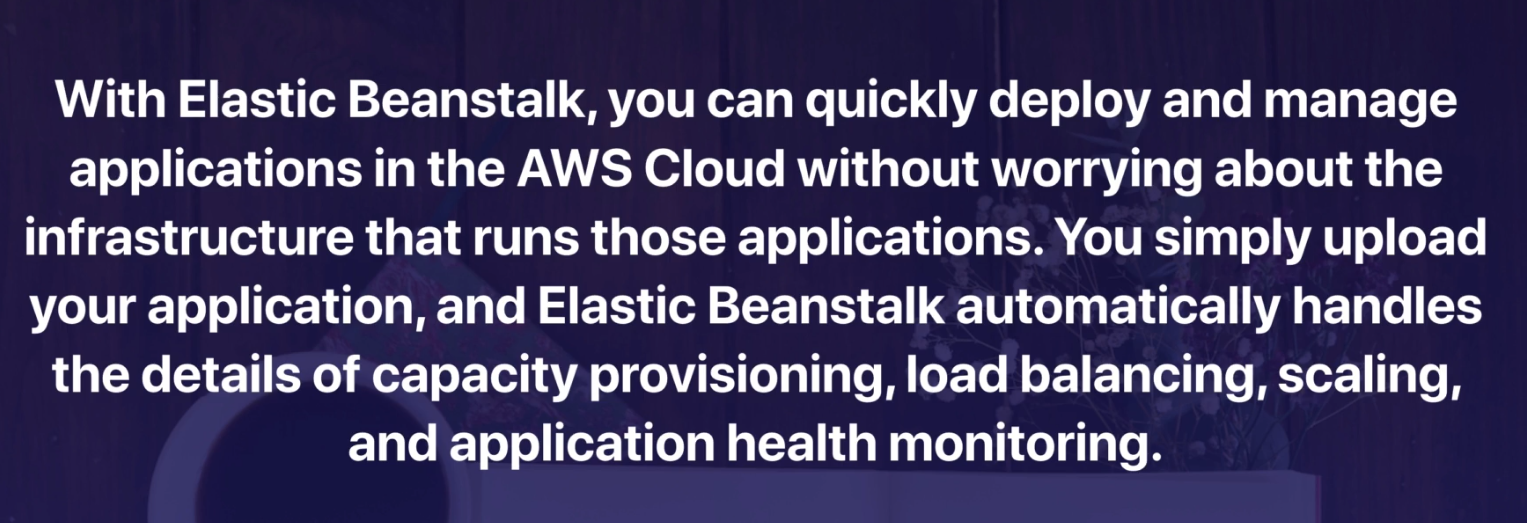 With Elastic Beanstalk, you can quickly deploy and manage
applications in the AWS Cloud without worrying about the
infrastructure that runs those applications. You simply upload
your application, and Elastic Beanstalk automatically handles
the details of capacity provisioning, load balancing, scaling,
and application health monitoring.